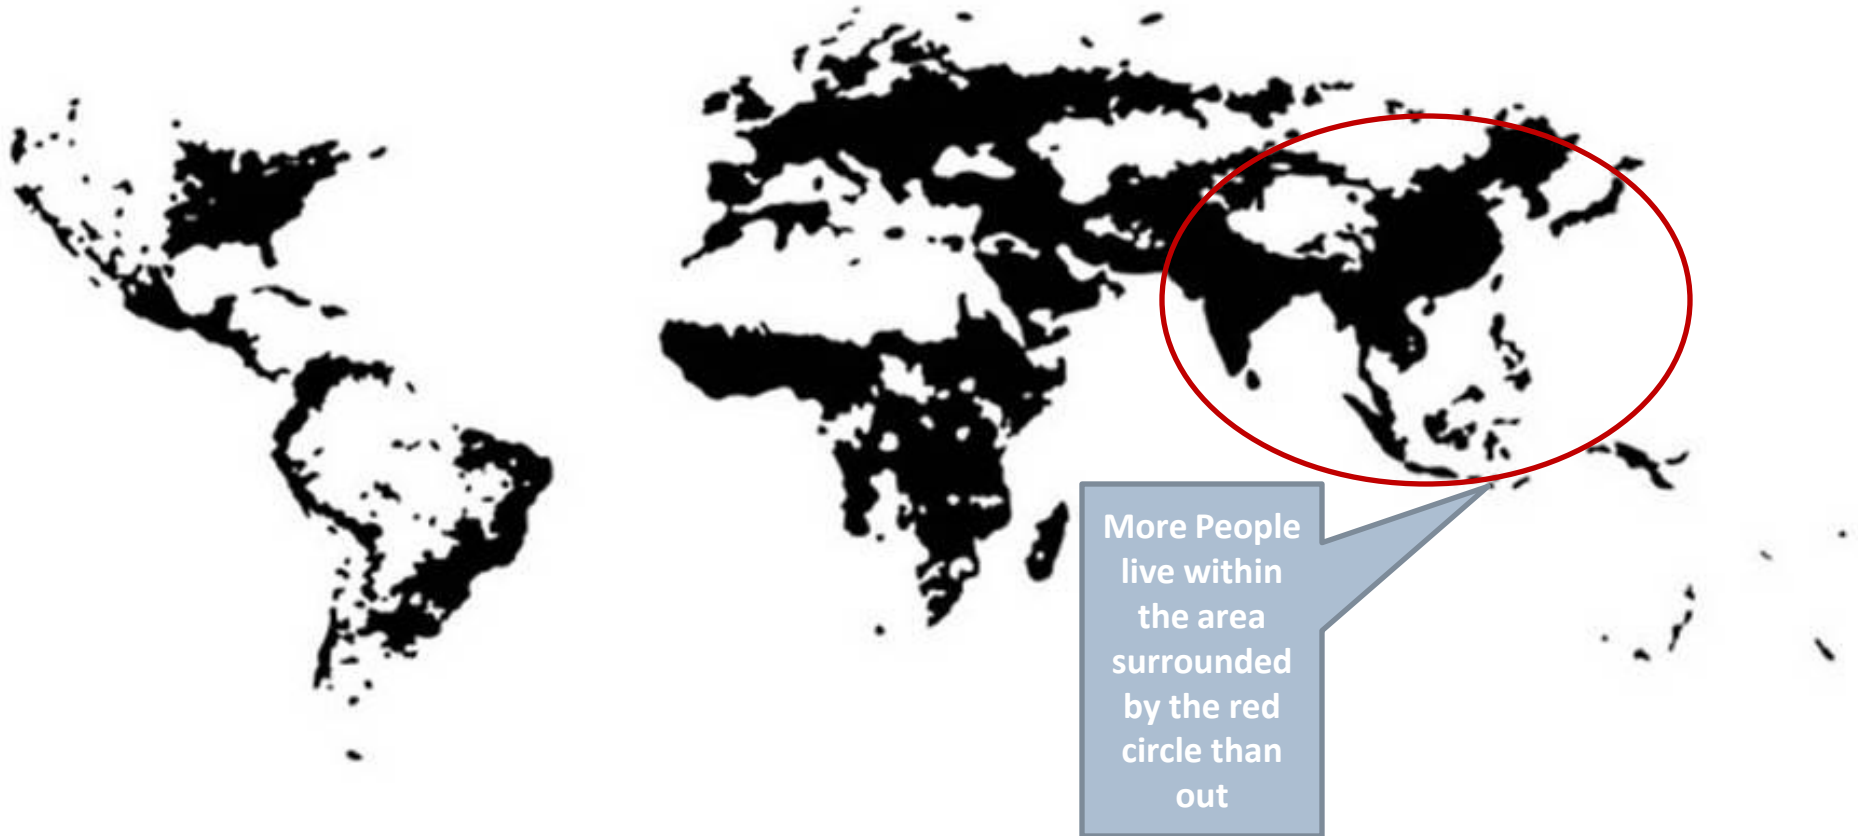 More People
live within
the area
surrounded
by the red
circle than
out